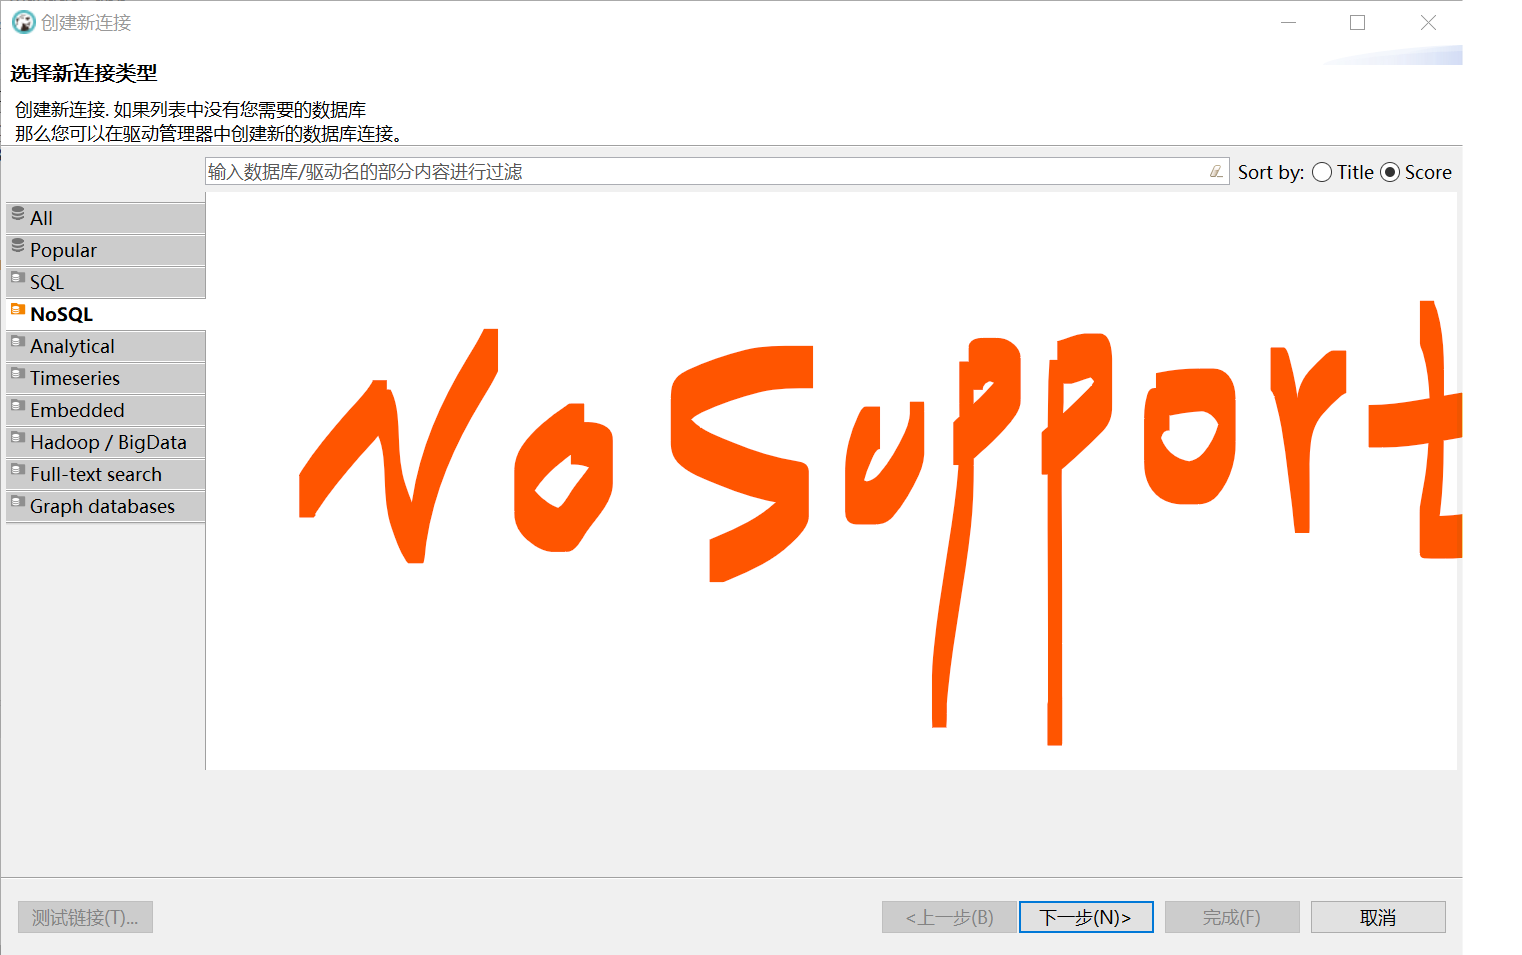 创建新连接
选择新连接类型
创建新连接. 如果列表中没有您需要的数据库
那么您可以在驱动管理器中创建新的数据库连接。
输入数据库/驱动名的部分内容进行过滤
Sort by: Title Score
All
Popular
SQL
NoSQL
Analytical
Timeseries
Embedded
Hadoop / BigData
Full-text search
Graph databases
No Support
测试链接(T)...
<上一步(B)
下一步(N)>
完成(F)
取消